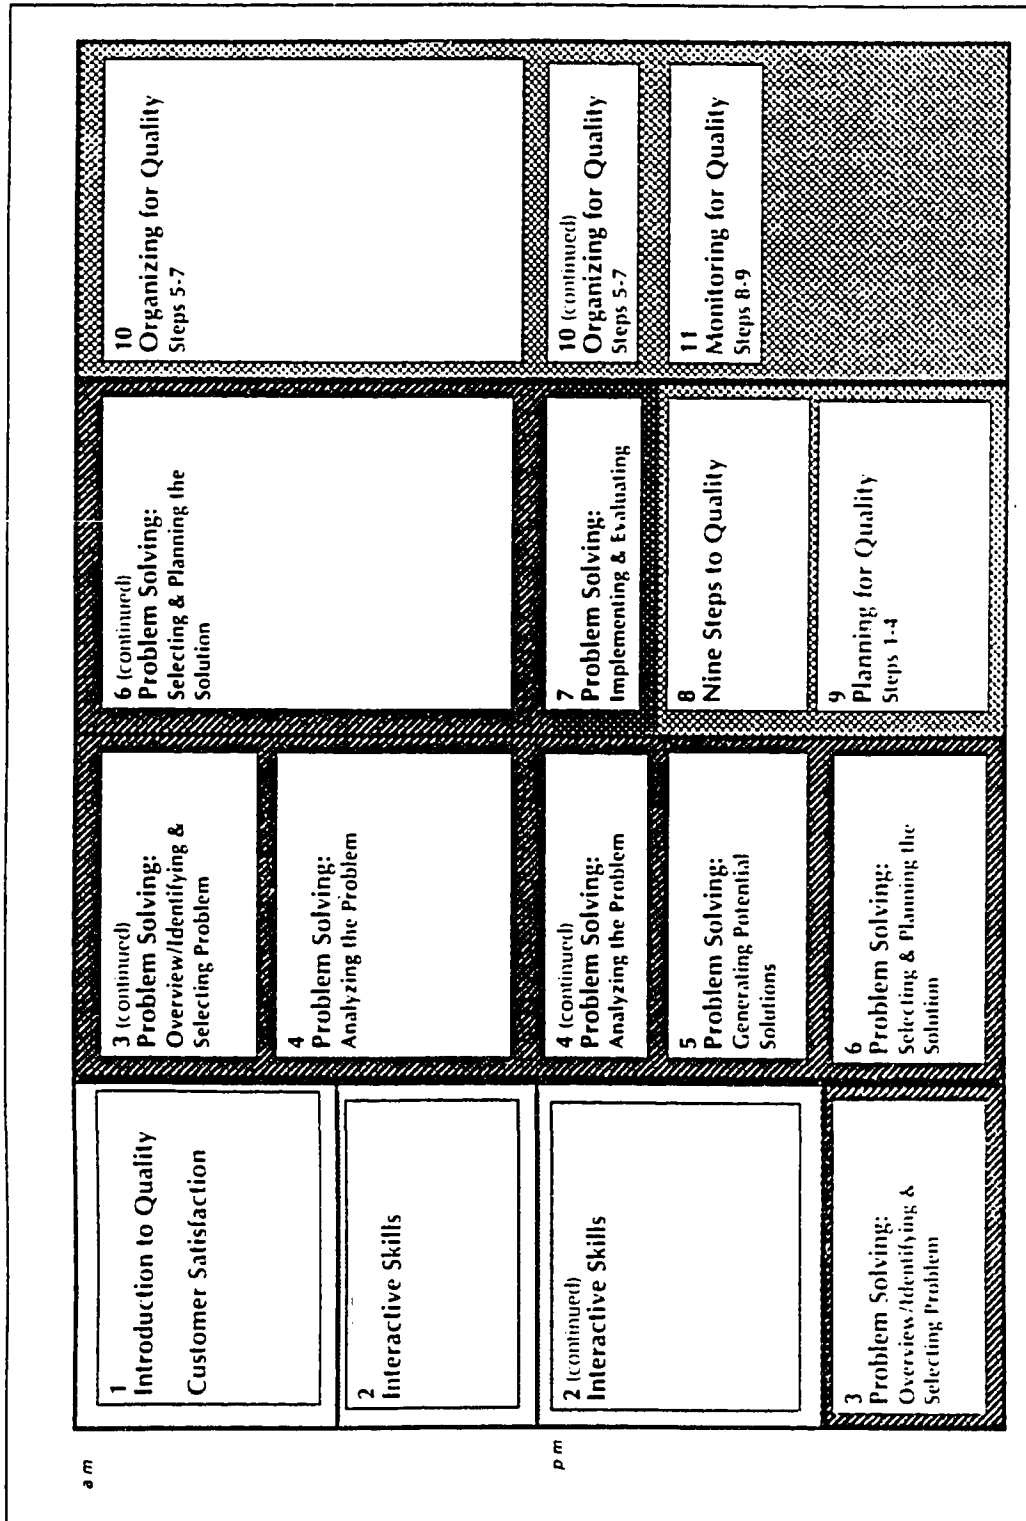 am
1
Introduction to Quality
Customer Satisfaction
2
Interactive Skills
pm
2 (continued)
Interactive Skills
3
Problem Solving:
Overview/Identifying &
Selecting Problem
3 (continued)
Problem Solving:
Overview/Identifying &
Selecting Problem
4
Problem Solving:
Analyzing the Problem
4 (continued)
Problem Solving:
Analyzing the Problem
5
Problem Solving:
Generating Potential
Solutions
6
Problem Solving:
Selecting & Planning the
Solution
6 (continued)
Problem Solving:
Selecting & Planning the
Solution
7
Problem Solving:
Implementing & Evaluating
8
Nine Steps to Quality
9
Planning for Quality
Steps 1-4
10
Organizing for Quality
Steps 5-7
10 (continued)
Organizing for Quality
Steps 5-7
11
Monitoring for Quality
Steps 8-9